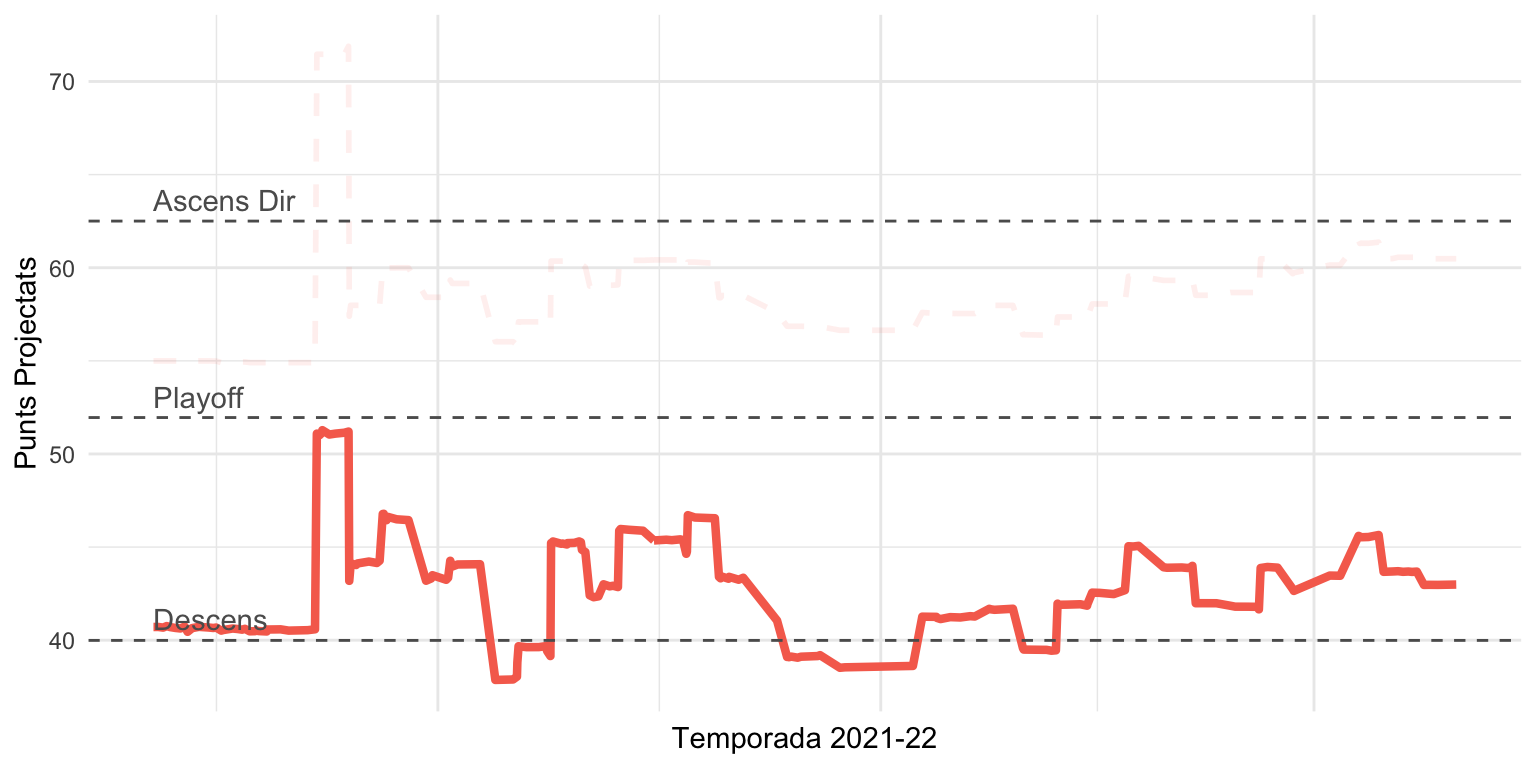 70
Ascens Dir
60
Playoff
50
Descens
40
Punts Projectats
Temporada 2021-22